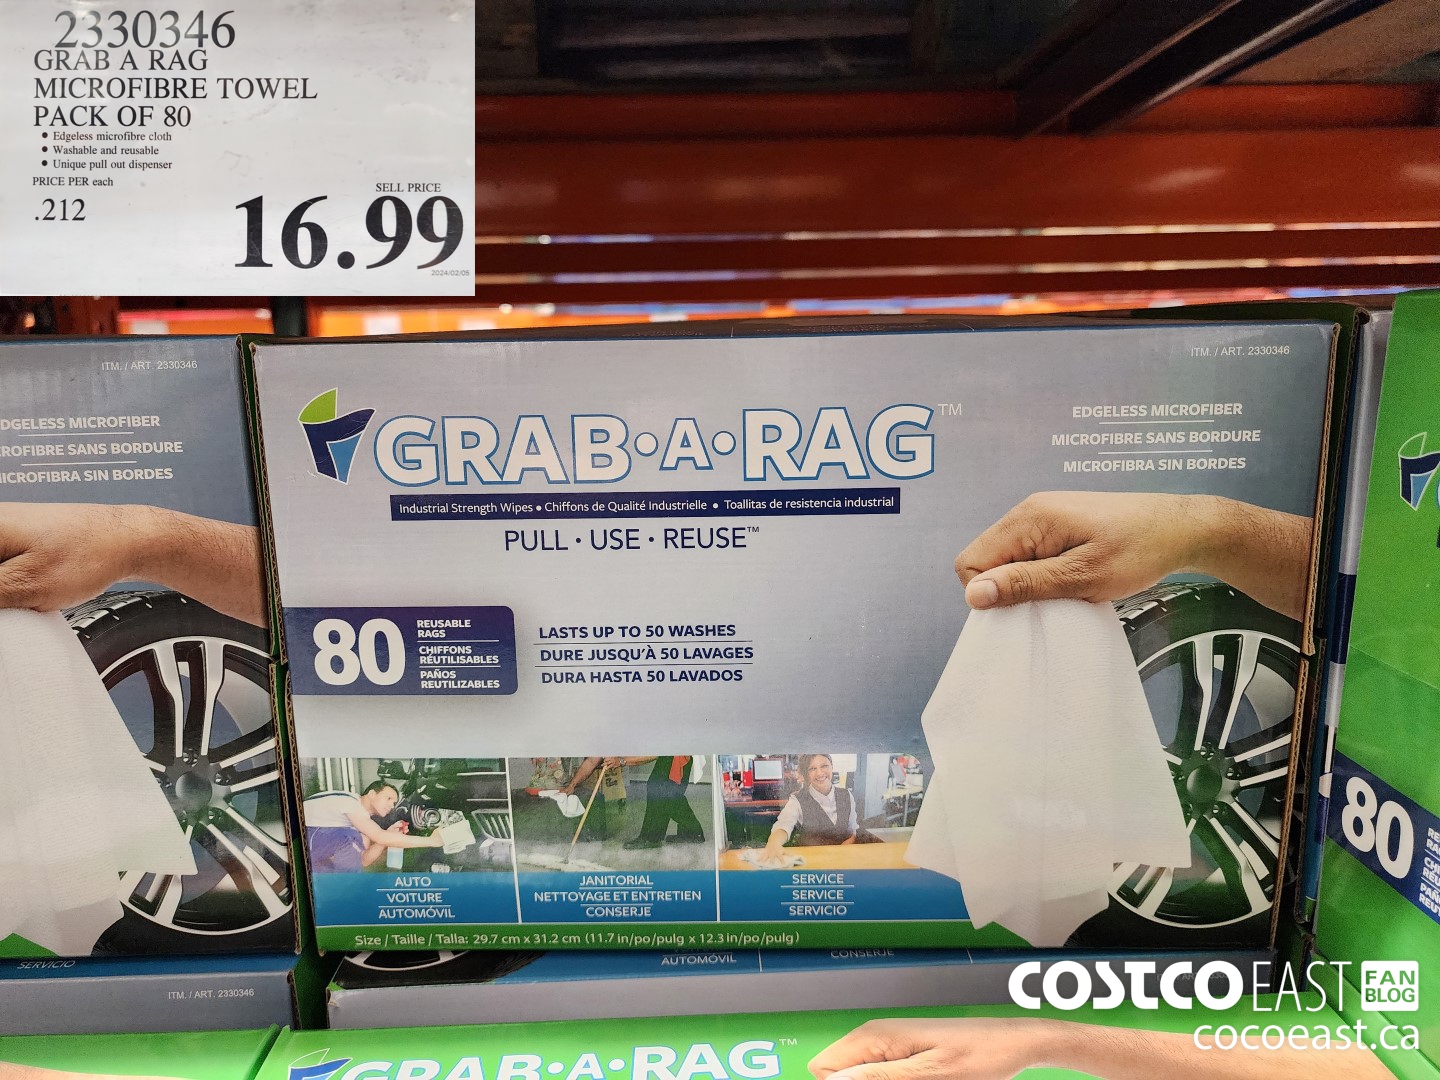 2330346
GRAB A RAG
MICROFIBRE TOWEL
PACK OF 80
• Edgeless microfibre cloth
• Washable and reusable
• Unique pull out dispenser
PRICE PER each
.212
SELL PRICE
16.99
2024/02/05
ITM. / ART. 2330346
DGELESS MICROFIBER
CROFIBRE SANS BORDURE
ICROFIBRA SIN BORDES
ITM. / ART. 2330346
GRAB•A•RAG™
EDGELESS MICROFIBER
MICROFIBRE SANS BORDURE
MICROFIBRA SIN BORDES
Industrial Strength Wipes • Chiffons de Qualité Industrielle • Toallitas de resistencia industrial
PULL • USE • REUSE™
80
REUSABLE
RAGS
CHIFFONS
RÉUTILISABLES
PAÑOS
REUTILIZABLES
LASTS UP TO 50 WASHES
DURE JUSQU'À 50 LAVAGES
DURA HASTA 50 LAVADOS
AUTO
VOITURE
AUTOMÓVIL
JANITORIAL
NETTOYAGE ET ENTRETIEN
CONSERJE
SERVICE
SERVICE
SERVICIO
Size / Taille / Talla: 29.7 cm x 31.2 cm (11.7 in/po/pulg x 12.3 in/po/pulg)
80
SERVICIO
ITM. / ART. 2330346
AUTOMÓVIL
CONSERJE
GRAB•A•RAG™
COSTCO EAST FAN BLOG
cocoeast.ca